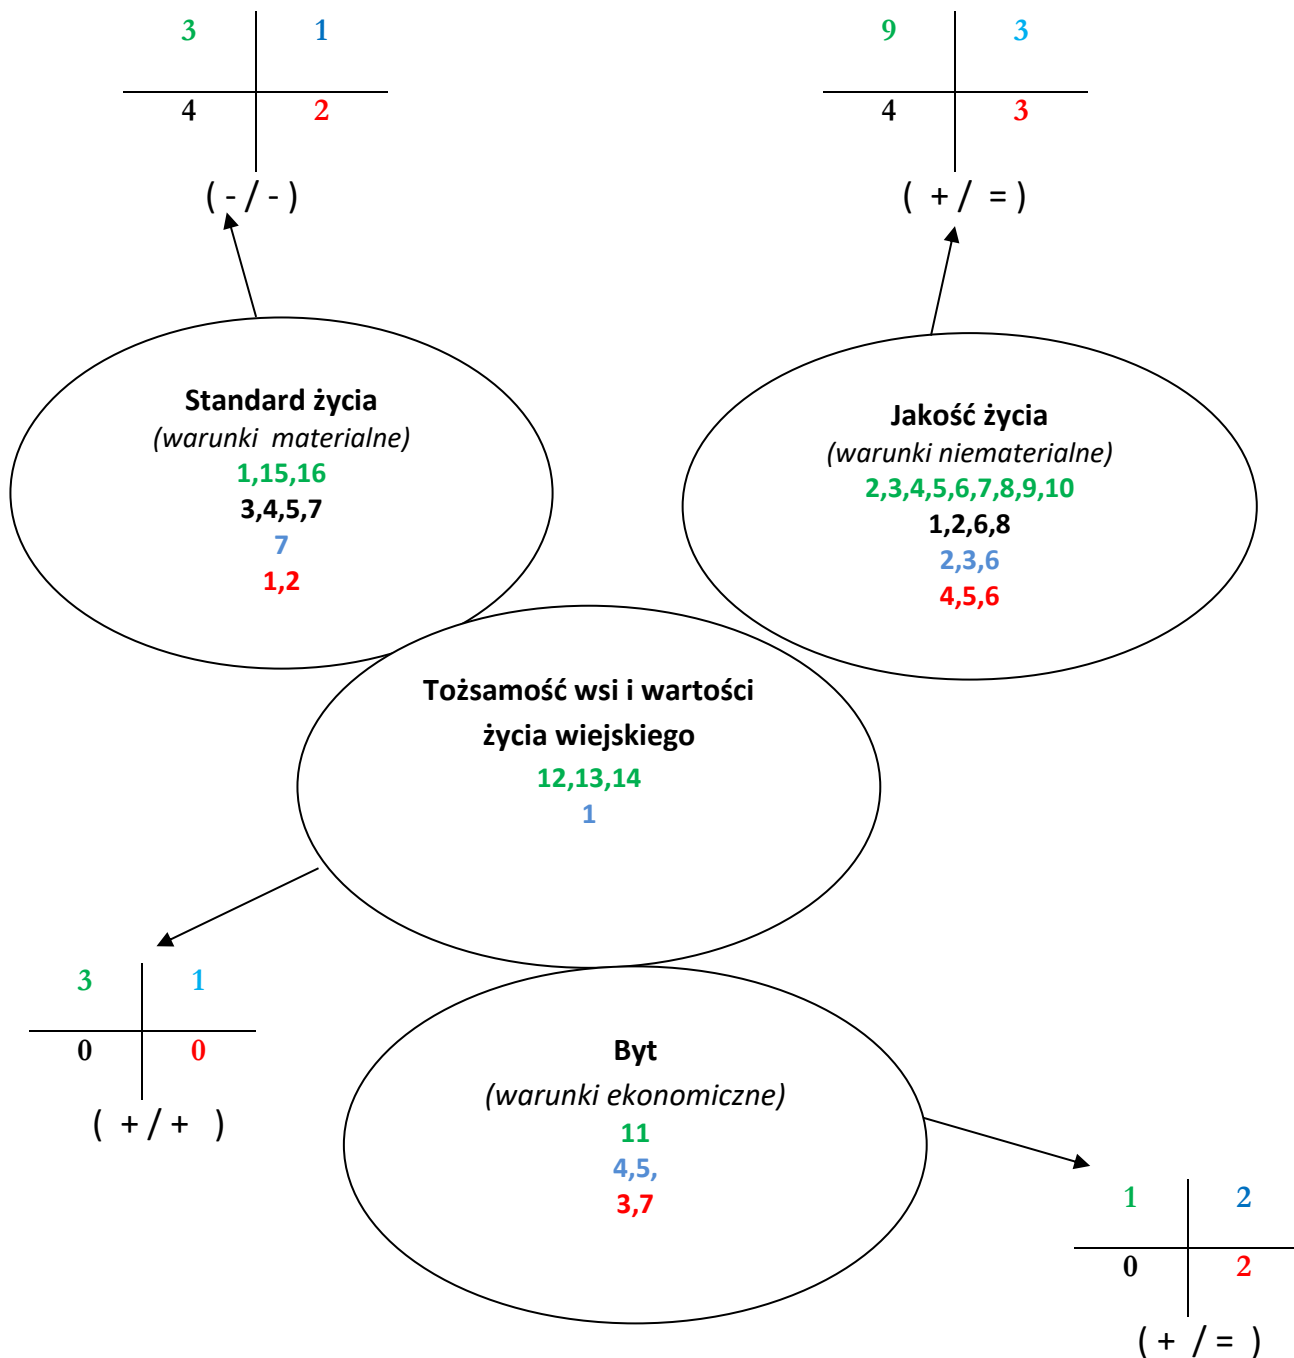 3 1
4 2
( - / - )
9 3
4 3
( + / = )
Standard życia
(warunki materialne)
1,15,16
3,4,5,7
7
1,2
Jakość życia
(warunki niematerialne)
2,3,4,5,6,7,8,9,10
1,2,6,8
2,3,6
4,5,6
Tożsamość wsi i wartości
życia wiejskiego
12,13,14
1
3 1
0 0
( + / + )
Byt
(warunki ekonomiczne)
11
4,5,
3,7
1 2
0 2
( + / = )